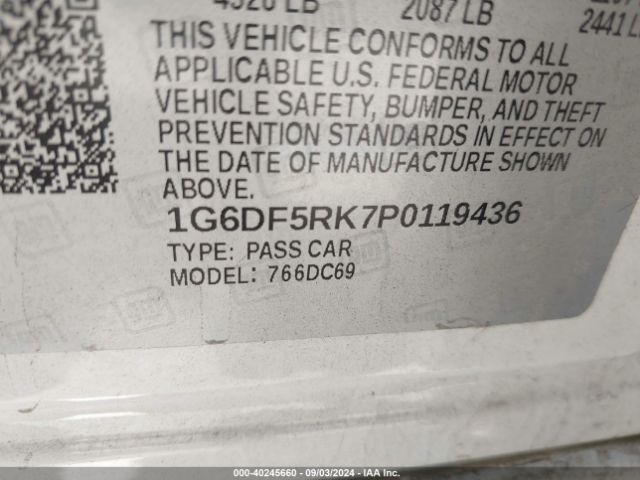 4520 LB 2087 LB 2441 L
THIS VEHICLE CONFORMS TO ALL
APPLICABLE U.S. FEDERAL MOTOR
VEHICLE SAFETY, BUMPER, AND THEFT
PREVENTION STANDARDS IN EFFECT ON
THE DATE OF MANUFACTURE SHOWN
ABOVE.
1G6DF5RK7P0119436
TYPE: PASS CAR
MODEL: 766DC69
000-40245660 - 09/03/2024 - IAA Inc.